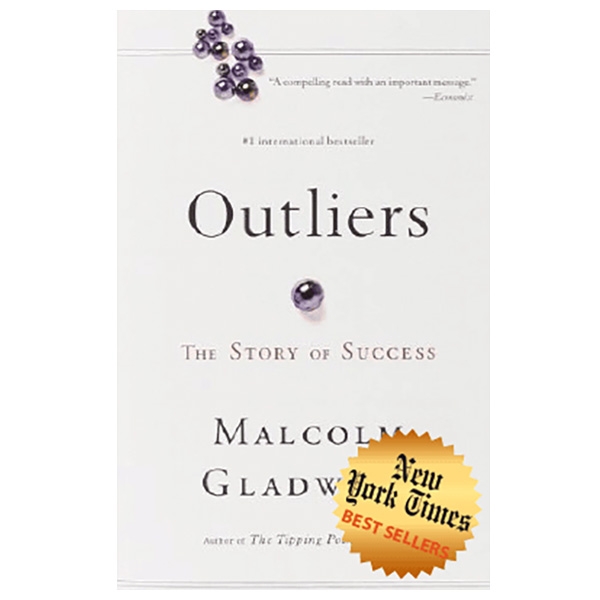 “A compelling read with an important message.”
—Economist
#1 international bestseller
Outliers
The Story of Success
Malcolm
Gladw
Author of The Tipping Po
New
York Times
BEST SELLERS